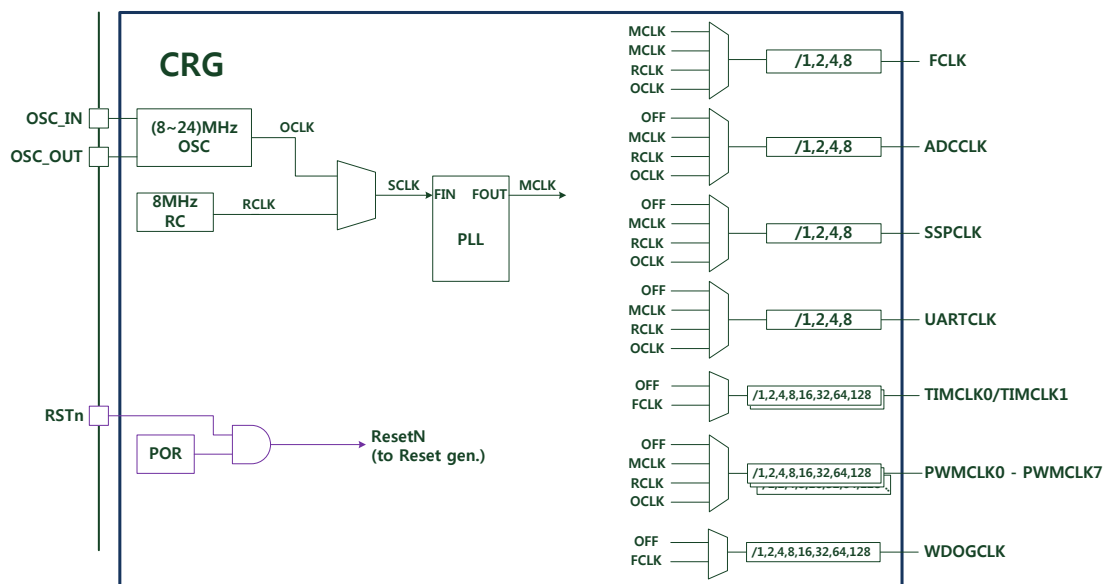 CRG
OSC_IN
OSC_OUT
(8~24)MHz
OSC
OCLK
8MHz
RC
RCLK
SCLK
FIN FOUT
PLL
MCLK
RSTn
POR
ResetN
(to Reset gen.)
MCLK
MCLK
RCLK
OCLK
/1,2,4,8
FCLK
OFF
MCLK
RCLK
OCLK
/1,2,4,8
ADCCLK
OFF
MCLK
RCLK
OCLK
/1,2,4,8
SSPCLK
OFF
MCLK
RCLK
OCLK
/1,2,4,8
UARTCLK
OFF
FCLK
/1,2,4,8,16,32,64,128
TIMCLK0/TIMCLK1
OFF
MCLK
RCLK
OCLK
/1,2,4,8,16,32,64,128
PWMCLK0 - PWMCLK7
OFF
FCLK
/1,2,4,8,16,32,64,128
WDOGCLK